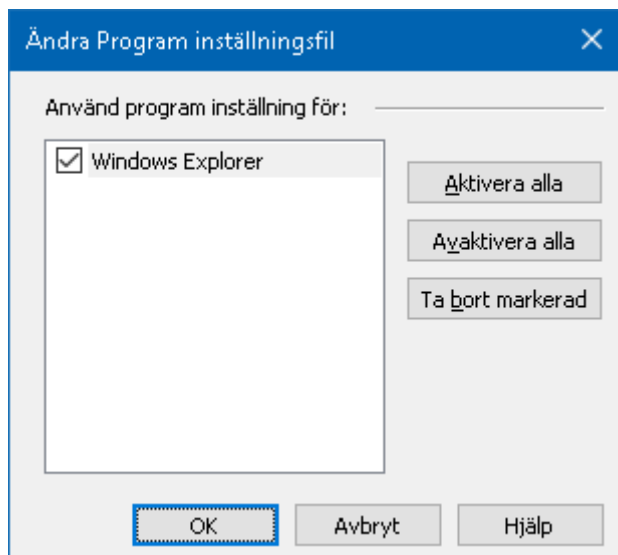 Ändra Program inställningsfil
Använd program inställning för:
Windows Explorer
Aktivera alla
Avaktivera alla
Ta bort markerad
OK
Avbryt
Hjälp